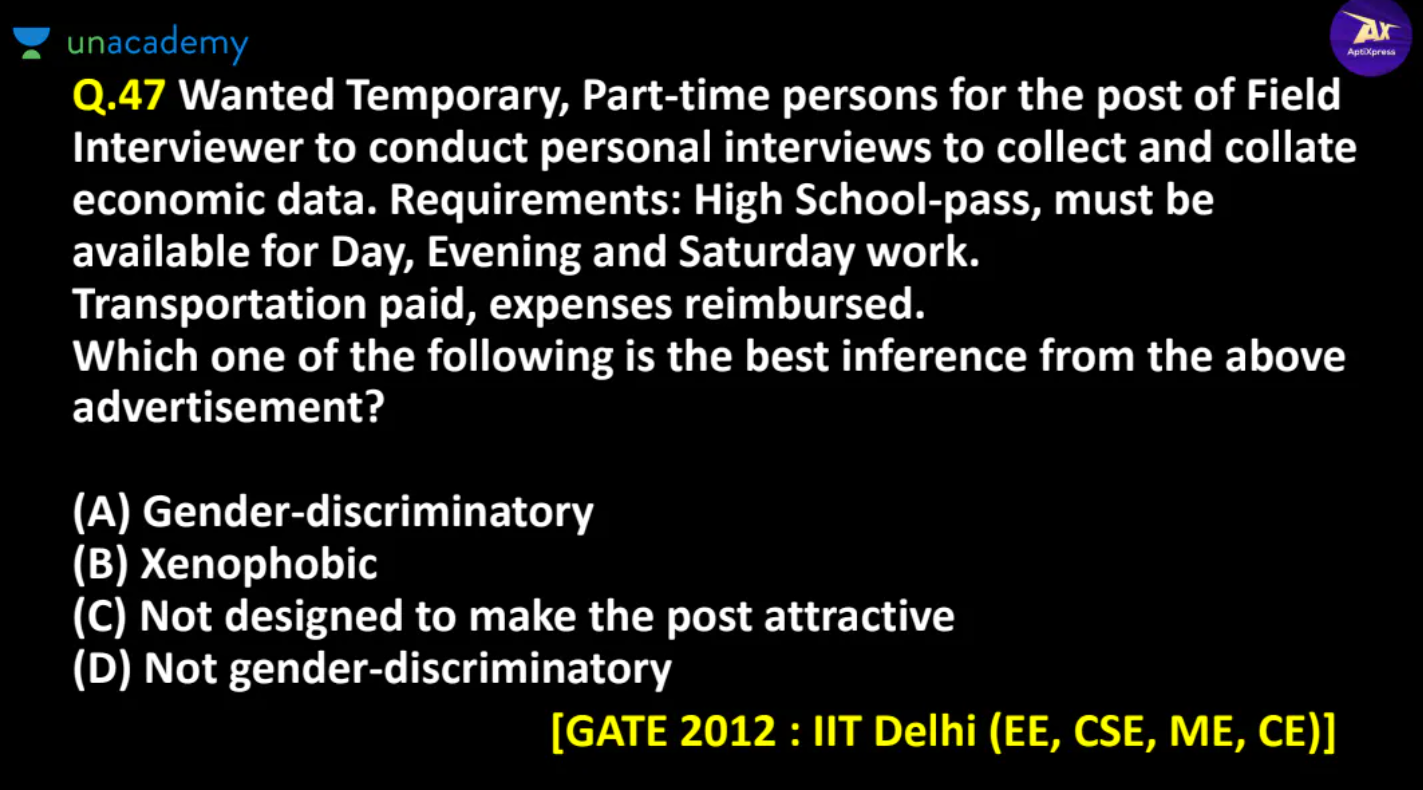 unacademy
AX
AptiXpress
Q.47 Wanted Temporary, Part-time persons for the post of Field
Interviewer to conduct personal interviews to collect and collate
economic data. Requirements: High School-pass, must be
available for Day, Evening and Saturday work.
Transportation paid, expenses reimbursed.
Which one of the following is the best inference from the above
advertisement?
(A) Gender-discriminatory
(B) Xenophobic
(C) Not designed to make the post attractive
(D) Not gender-discriminatory
[GATE 2012 : IIT Delhi (EE, CSE, ME, CE)]